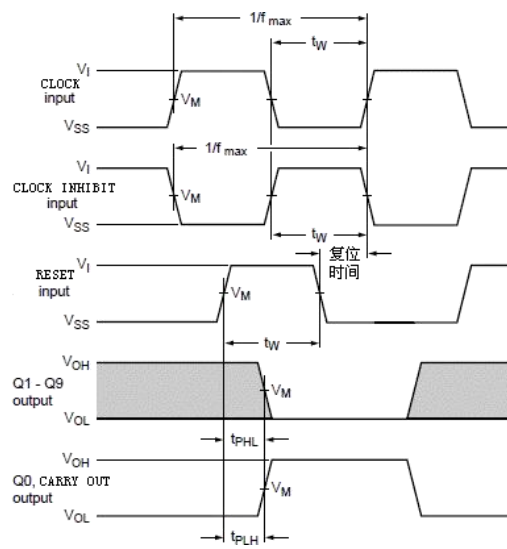 1/f max
tW
VI
CLOCK
input
VM
VSS
1/f max
VI
CLOCK INHIBIT
input
VM
VSS
tW
复位
时间
VI
RESET
input
VM
VSS
tW
VOH
Q1 - Q9
output
VM
VOL
tPHL
VOH
Q0, CARRY OUT
output
VM
VOL
tPLH